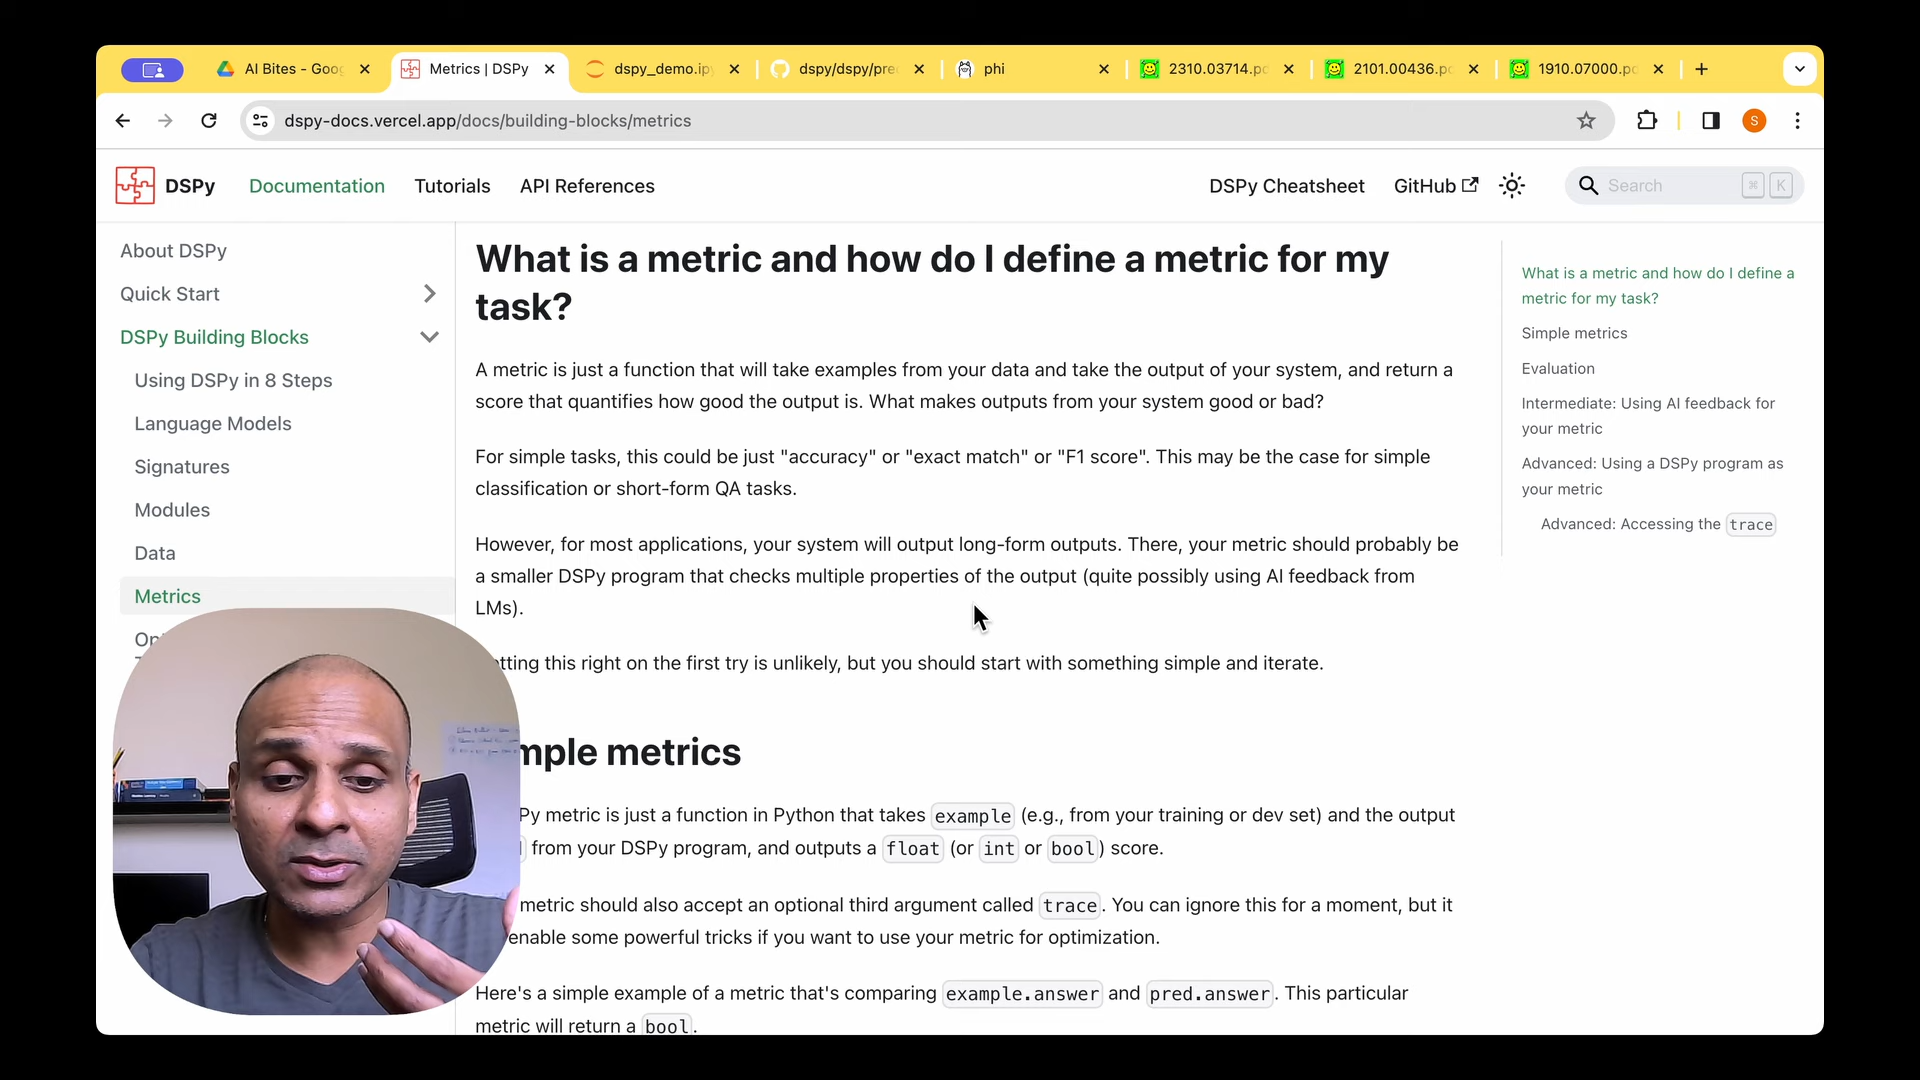 AI Bites - Goog
Metrics | DSPy
dspy_demo.ipy
dspy/dspy/pre
phi
2310.03714.pd
2101.00436.pd
1910.07000.pd
dspy-docs.vercel.app/docs/building-blocks/metrics
S
DSPy
Documentation
Tutorials
API References
DSPy Cheatsheet
GitHub
Search
⌘ K
About DSPy
Quick Start
DSPy Building Blocks
Using DSPy in 8 Steps
Language Models
Signatures
Modules
Data
Metrics
What is a metric and how do I define a metric for my
task?
A metric is just a function that will take examples from your data and take the output of your system, and return a
score that quantifies how good the output is. What makes outputs from your system good or bad?
For simple tasks, this could be just "accuracy" or "exact match" or "F1 score". This may be the case for simple
classification or short-form QA tasks.
However, for most applications, your system will output long-form outputs. There, your metric should probably be
a smaller DSPy program that checks multiple properties of the output (quite possibly using AI feedback from
LMs).
tting this right on the first try is unlikely, but you should start with something simple and iterate.
mple metrics
Py metric is just a function in Python that takes example (e.g., from your training or dev set) and the output
from your DSPy program, and outputs a float (or int or bool) score.
metric should also accept an optional third argument called trace. You can ignore this for a moment, but it
enable some powerful tricks if you want to use your metric for optimization.
Here's a simple example of a metric that's comparing example.answer and pred.answer. This particular
metric will return a bool.
What is a metric and how do I define a
metric for my task?
Simple metrics
Evaluation
Intermediate: Using AI feedback for
your metric
Advanced: Using a DSPy program as
your metric
Advanced: Accessing the trace